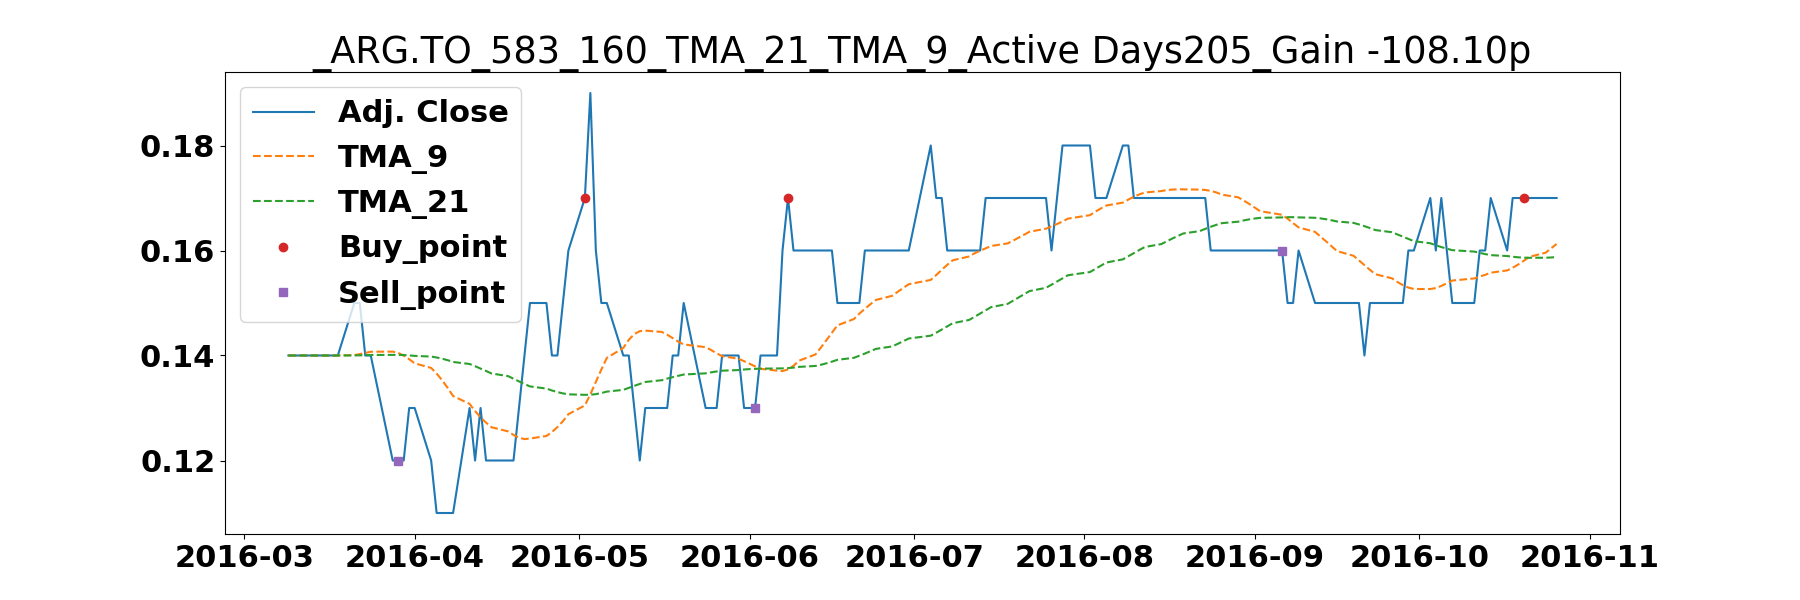 _ARG.TO_583_160_TMA_21_TMA_9_Active Days205_Gain -108.10p
Adj. Close
TMA_9
TMA_21
Buy_point
Sell_point
0.18
0.16
0.14
0.12
2016-03 2016-04 2016-05 2016-06 2016-07 2016-08 2016-09 2016-10 2016-11